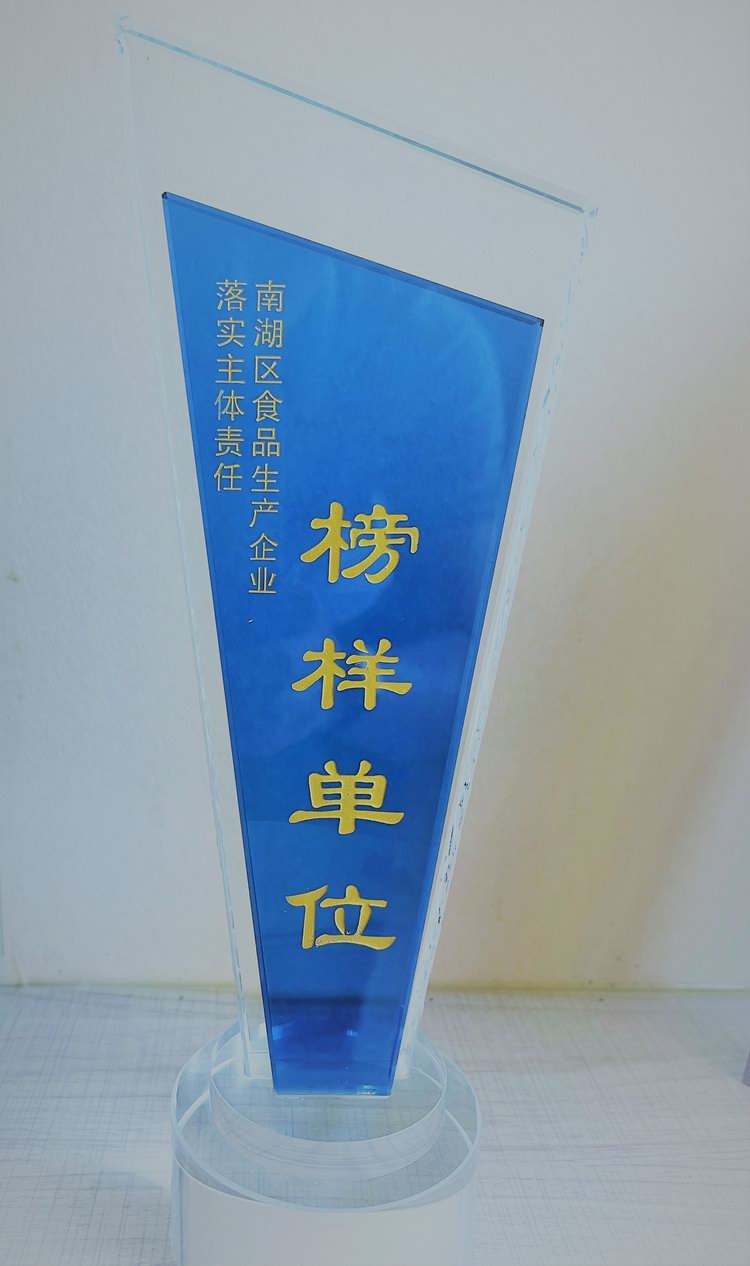 南湖区食品生产企业
落实主体责任
榜样单位